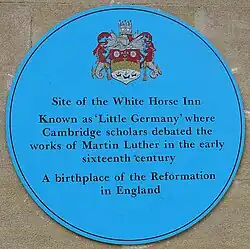 Site of the White Horse Inn
Known as 'Little Germany' where
Cambridge scholars debated the
works of Martin Luther in the early
sixteenth century
A birthplace of the Reformation
in England